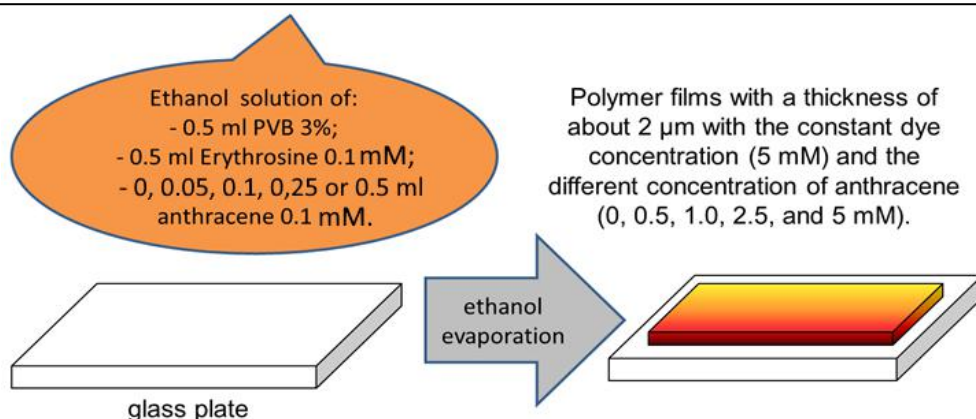 Ethanol solution of:
- 0.5 ml PVB 3%;
- 0.5 ml Erythrosine 0.1 mM;
- 0, 0.05, 0.1, 0,25 or 0.5 ml
anthracene 0.1 mM.
Polymer films with a thickness of
about 2 µm with the constant dye
concentration (5 mM) and the
different concentration of anthracene
(0, 0.5, 1.0, 2.5, and 5 mM).
ethanol
evaporation
glass plate